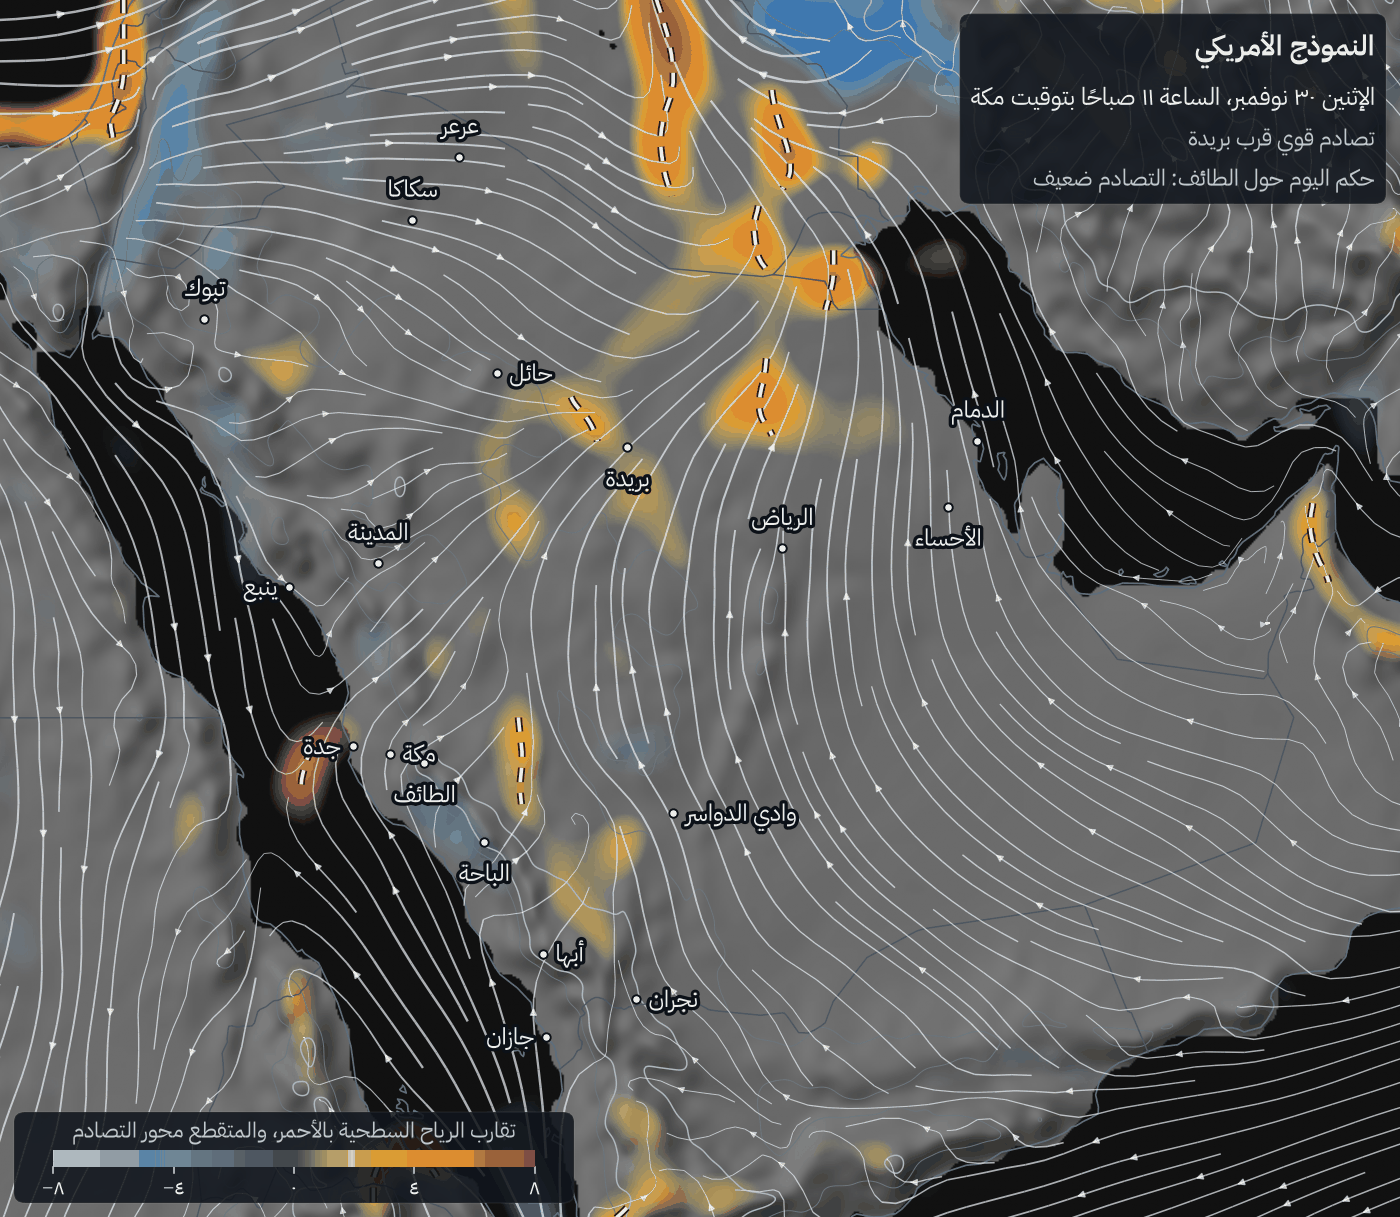 النموذج الأمريكي
الإثنين ٣٠ نوفمبر، الساعة ١١ صباحًا بتوقيت مكة
تصادم قوي قرب بريدة
حكم اليوم حول الطائف: التصادم ضعيف
عرعر
سكاكا
تبوك
حائل
الدمام
بريدة
الرياض
المدينة
الأحساء
ينبع
جدة
مكة
الطائف
وادي الدواسر
الباحة
أبها
نجران
جازان
تقارب الرياح السطحية بالأحمر، والمتقطع محور التصادم
−٨ −٤ ٠ ٤ ٨